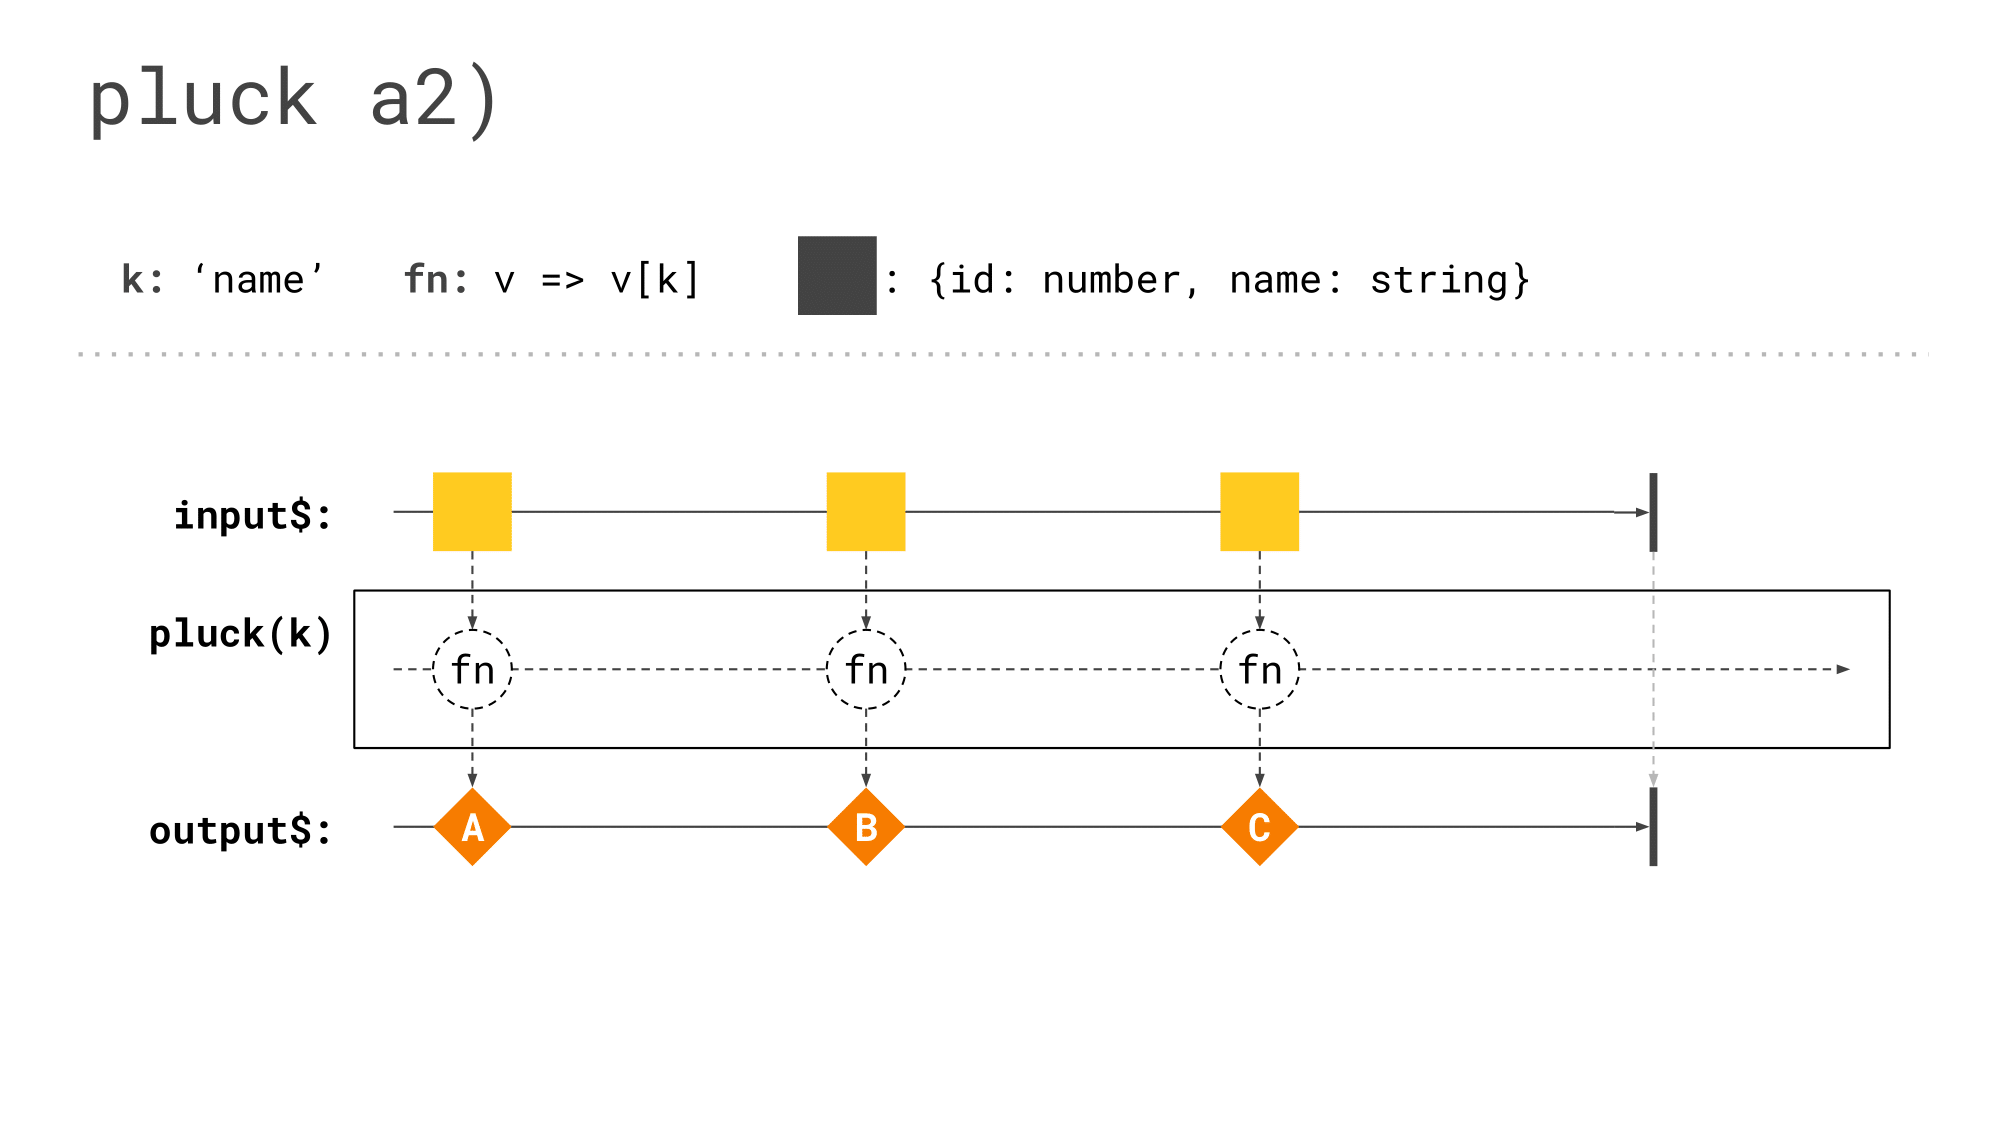 pluck a2)
k: ‘name’ fn: v => v[k] : {id: number, name: string}
input$:
pluck(k)
fn fn fn
output$:
A B C